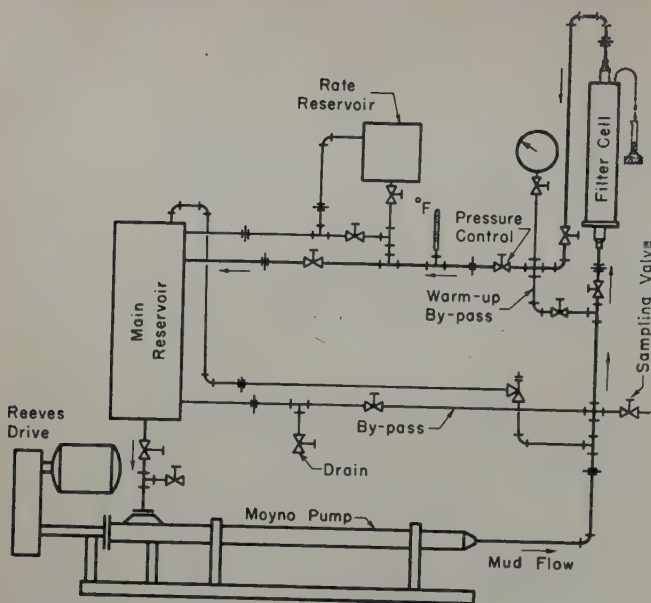 Rate
Reservoir
Filter Cell
°F
Pressure
Control
Warm-up
By-pass
Sampling Valve
Main
Reservoir
Reeves
Drive
By-pass
Drain
Moyno Pump
Mud Flow